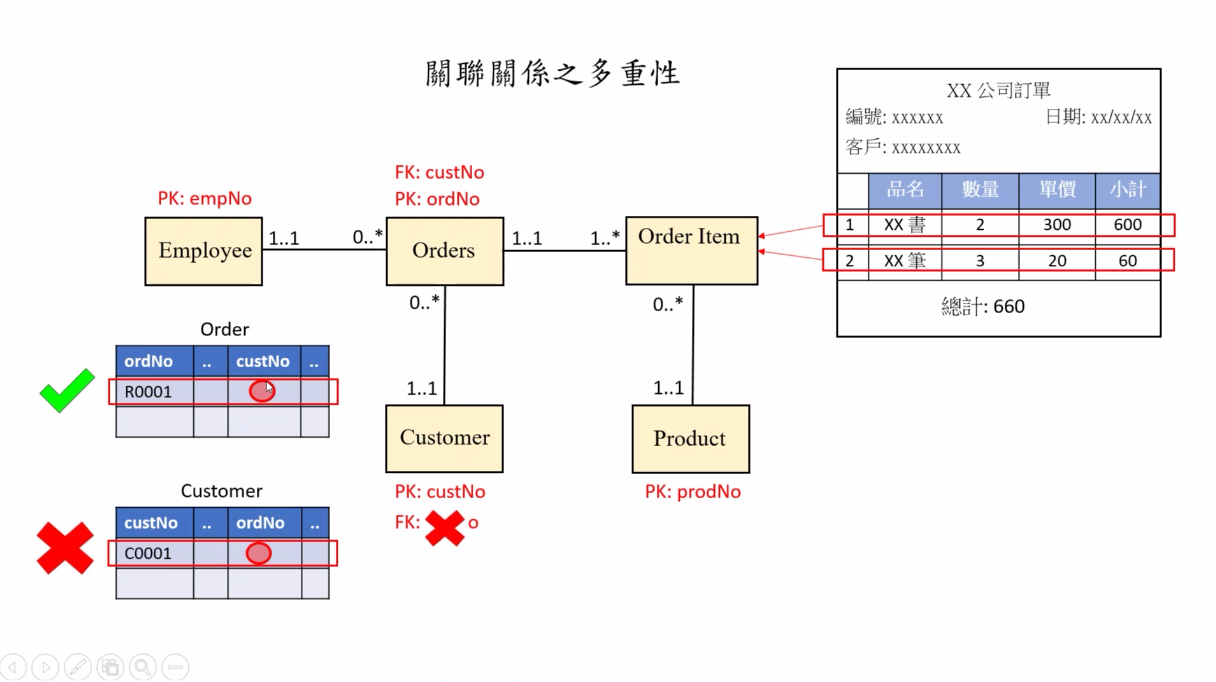 關聯關係之多重性
XX 公司訂單
編號: xxxxxx 日期: xx/xx/xx
客戶: xxxxxxxx
品名 數量 單價 小計
1 XX 書 2 300 600
2 XX 筆 3 20 60
總計: 660
FK: custNo
PK: empNo PK: ordNo
Employee 1..1 0..* Orders 1..1 1..* Order Item
0..* 0..*
1..1 1..1
Customer Product
PK: custNo PK: prodNo
FK: o
Order
ordNo .. custNo ..
R0001
Customer
custNo .. ordNo ..
C0001